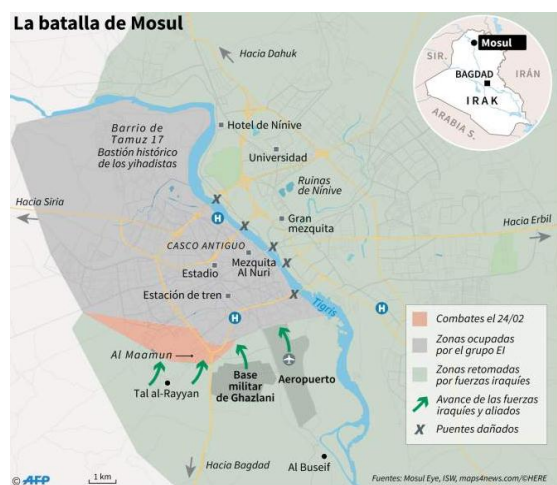 La batalla de Mosul
Hacia Dahuk
Mosul
SIR.
IRÁN
BAGDAD
IRAK
ARABIA S.
Barrio de
Tamuz 17
Bastión histórico
de los yihadistas
Hotel de Nínive
Universidad
Ruinas
de Nínive
Hacia Siria
H
Gran
mezquita
Hacia Erbil
CASCO ANTIGUO
Mezquita
Al Nuri
Estadio
Estación de tren
Tigris
H
H
Al Maamun
Tal al-Rayyan
Base
militar
de Ghazlani
Aeropuerto
Hacia Bagdad
Al Buseif
Combates el 24/02
Zonas ocupadas
por el grupo EI
Zonas retomadas
por fuerzas iraquíes
Avance de las fuerzas
iraquíes y aliados
X Puentes dañados
© AFP
1 km
Fuentes: Mosul Eye, ISW, maps4news.com/©HERE